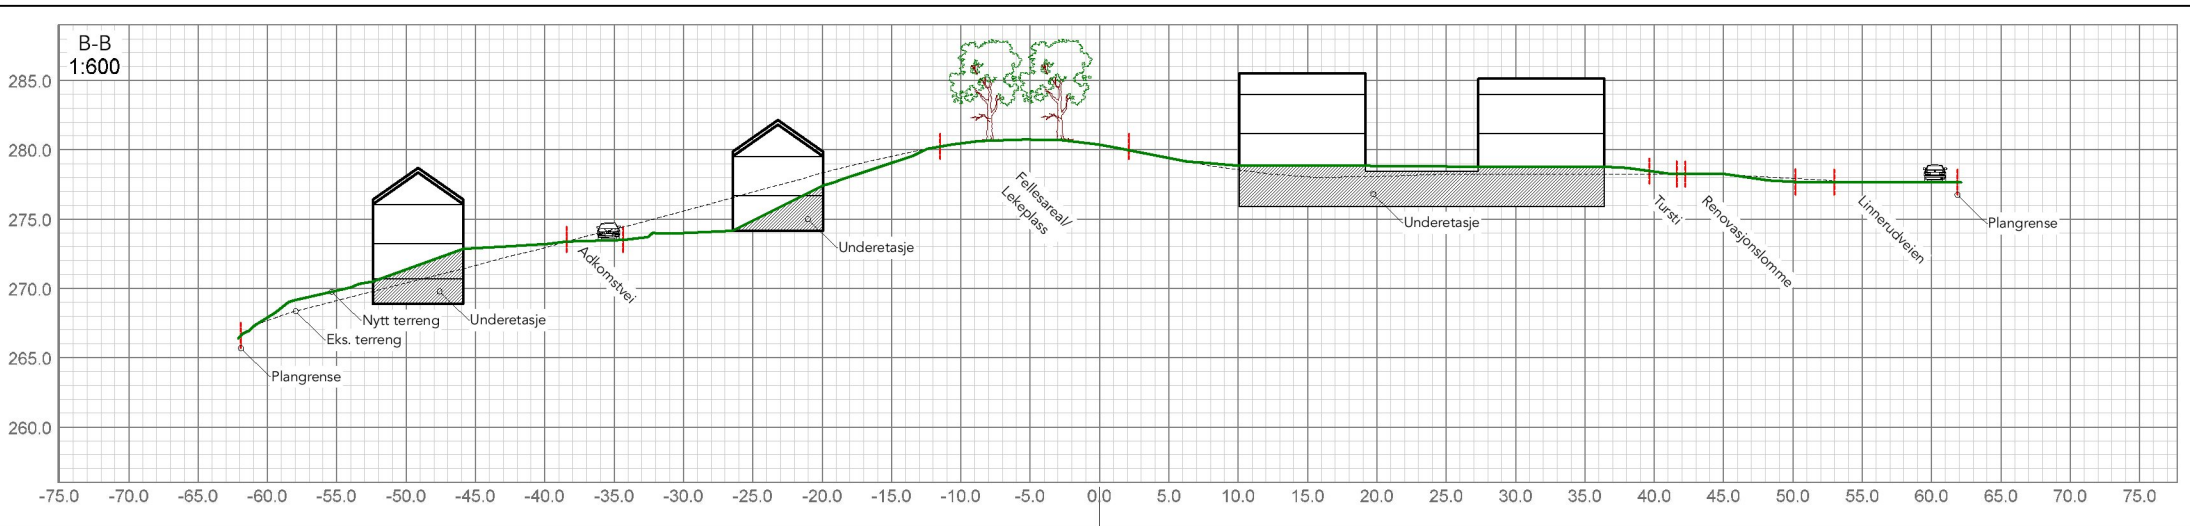 B-B
1:600
285.0
280.0
275.0
270.0
265.0
260.0
Fellesareal/
Lekeplass
Underetasje
Underetasje
Adkomstvei
Tursti
Renovasjonslomme
Linnerudveien
Plangrense
Nytt terreng
Underetasje
Eks. terreng
Plangrense
-75.0 -70.0 -65.0 -60.0 -55.0 -50.0 -45.0 -40.0 -35.0 -30.0 -25.0 -20.0 -15.0 -10.0 -5.0 0.0 5.0 10.0 15.0 20.0 25.0 30.0 35.0 40.0 45.0 50.0 55.0 60.0 65.0 70.0 75.0